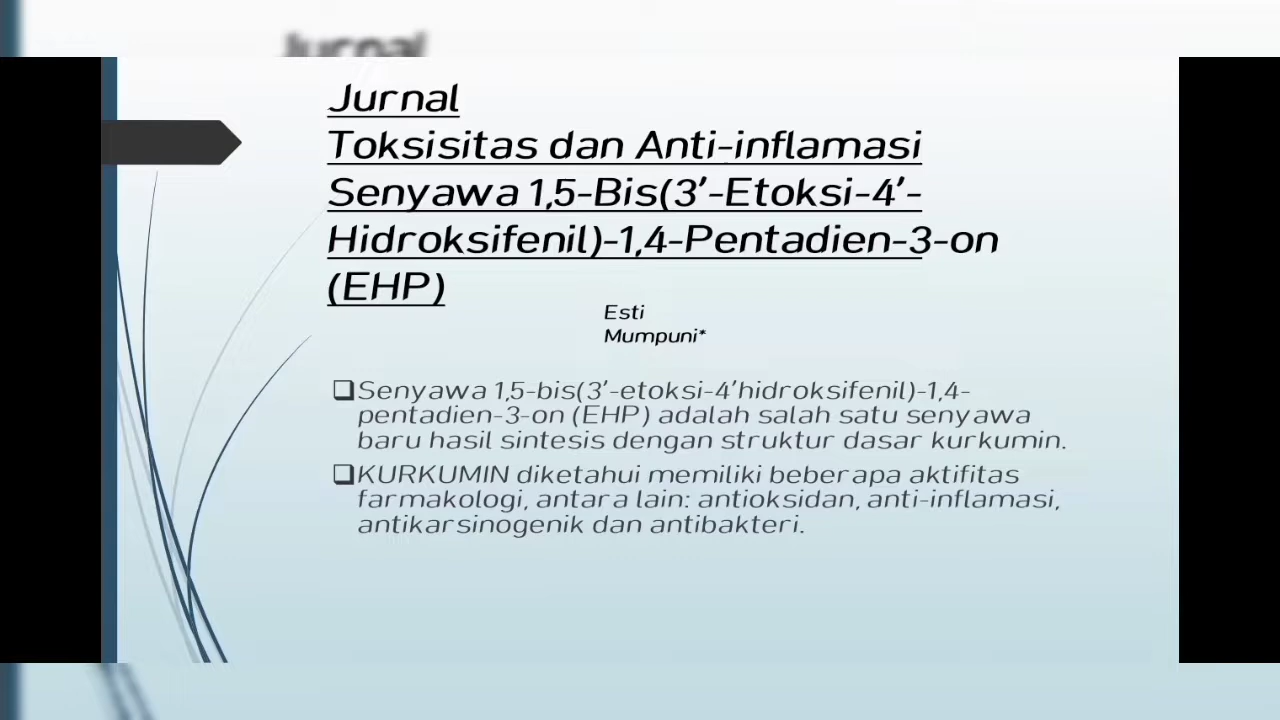 Jurnal
Jurnal
Toksisitas dan Anti-inflamasi
Senyawa 1,5-Bis(3’-Etoksi-4’-
Hidroksifenil)-1,4-Pentadien-3-on
(EHP)
Esti
Mumpuni*
Senyawa 1,5-bis(3’-etoksi-4’hidroksifenil)-1,4-
pentadien-3-on (EHP) adalah salah satu senyawa
baru hasil sintesis dengan struktur dasar kurkumin.
KURKUMIN diketahui memiliki beberapa aktifitas
farmakologi, antara lain: antioksidan, anti-inflamasi,
antikarsinogenik dan antibakteri.